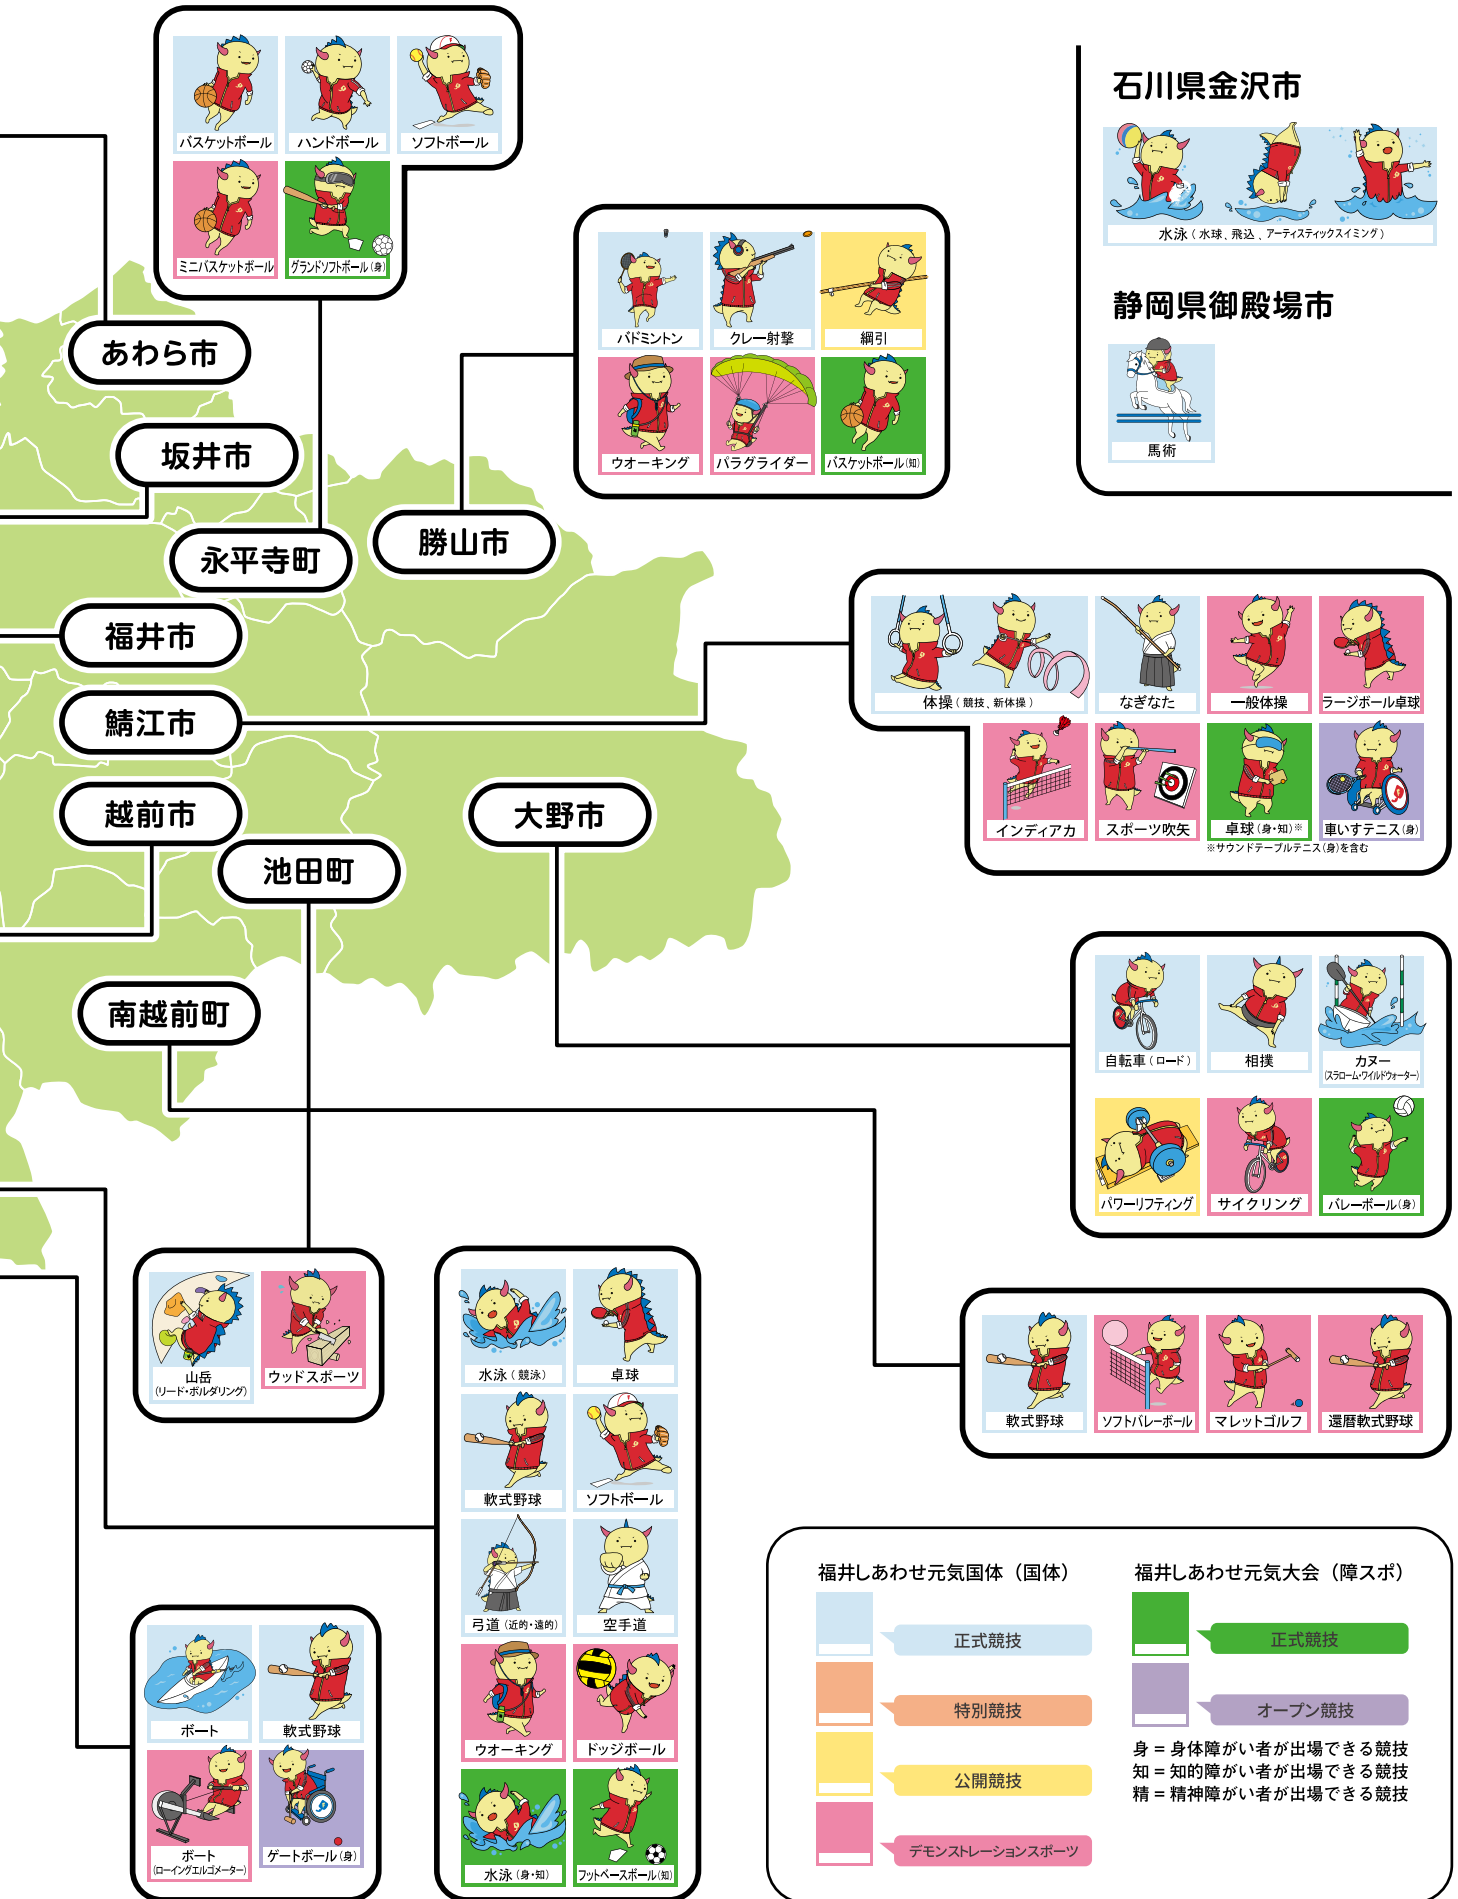 バスケットボール
ハンドボール
ソフトボール
ミニバスケットボール
グランドソフトボール(身)
石川県金沢市
水泳(水球、飛込、アーティスティックスイミング)
静岡県御殿場市
馬術
バドミントン
クレー射撃
綱引
ウオーキング
パラグライダー
バスケットボール(知)
あわら市
坂井市
永平寺町
勝山市
福井市
鯖江市
越前市
池田町
大野市
南越前町
体操(競技、新体操)
なぎなた
一般体操
ラージボール卓球
インディアカ
スポーツ吹矢
卓球(身・知)※
車いすテニス(身)
※サウンドテーブルテニス(身)を含む
自転車(ロード)
相撲
カヌー
(スラローム・ワイルドウォーター)
パワーリフティング
サイクリング
バレーボール(身)
山岳
(リード・ボルダリング)
ウッドスポーツ
水泳(競泳)
卓球
軟式野球
ソフトボール
弓道(近的・遠的)
空手道
ウオーキング
ドッジボール
水泳(身・知)
フットベースボール(知)
軟式野球
ソフトバレーボール
マレットゴルフ
還暦軟式野球
ボート
軟式野球
ボート
(ローイングエルゴメーター)
ゲートボール(身)
福井しあわせ元気国体(国体)
正式競技
特別競技
公開競技
デモンストレーションスポーツ
福井しあわせ元気大会(障スポ)
正式競技
オープン競技
身=身体障がい者が出場できる競技
知=知的障がい者が出場できる競技
精=精神障がい者が出場できる競技